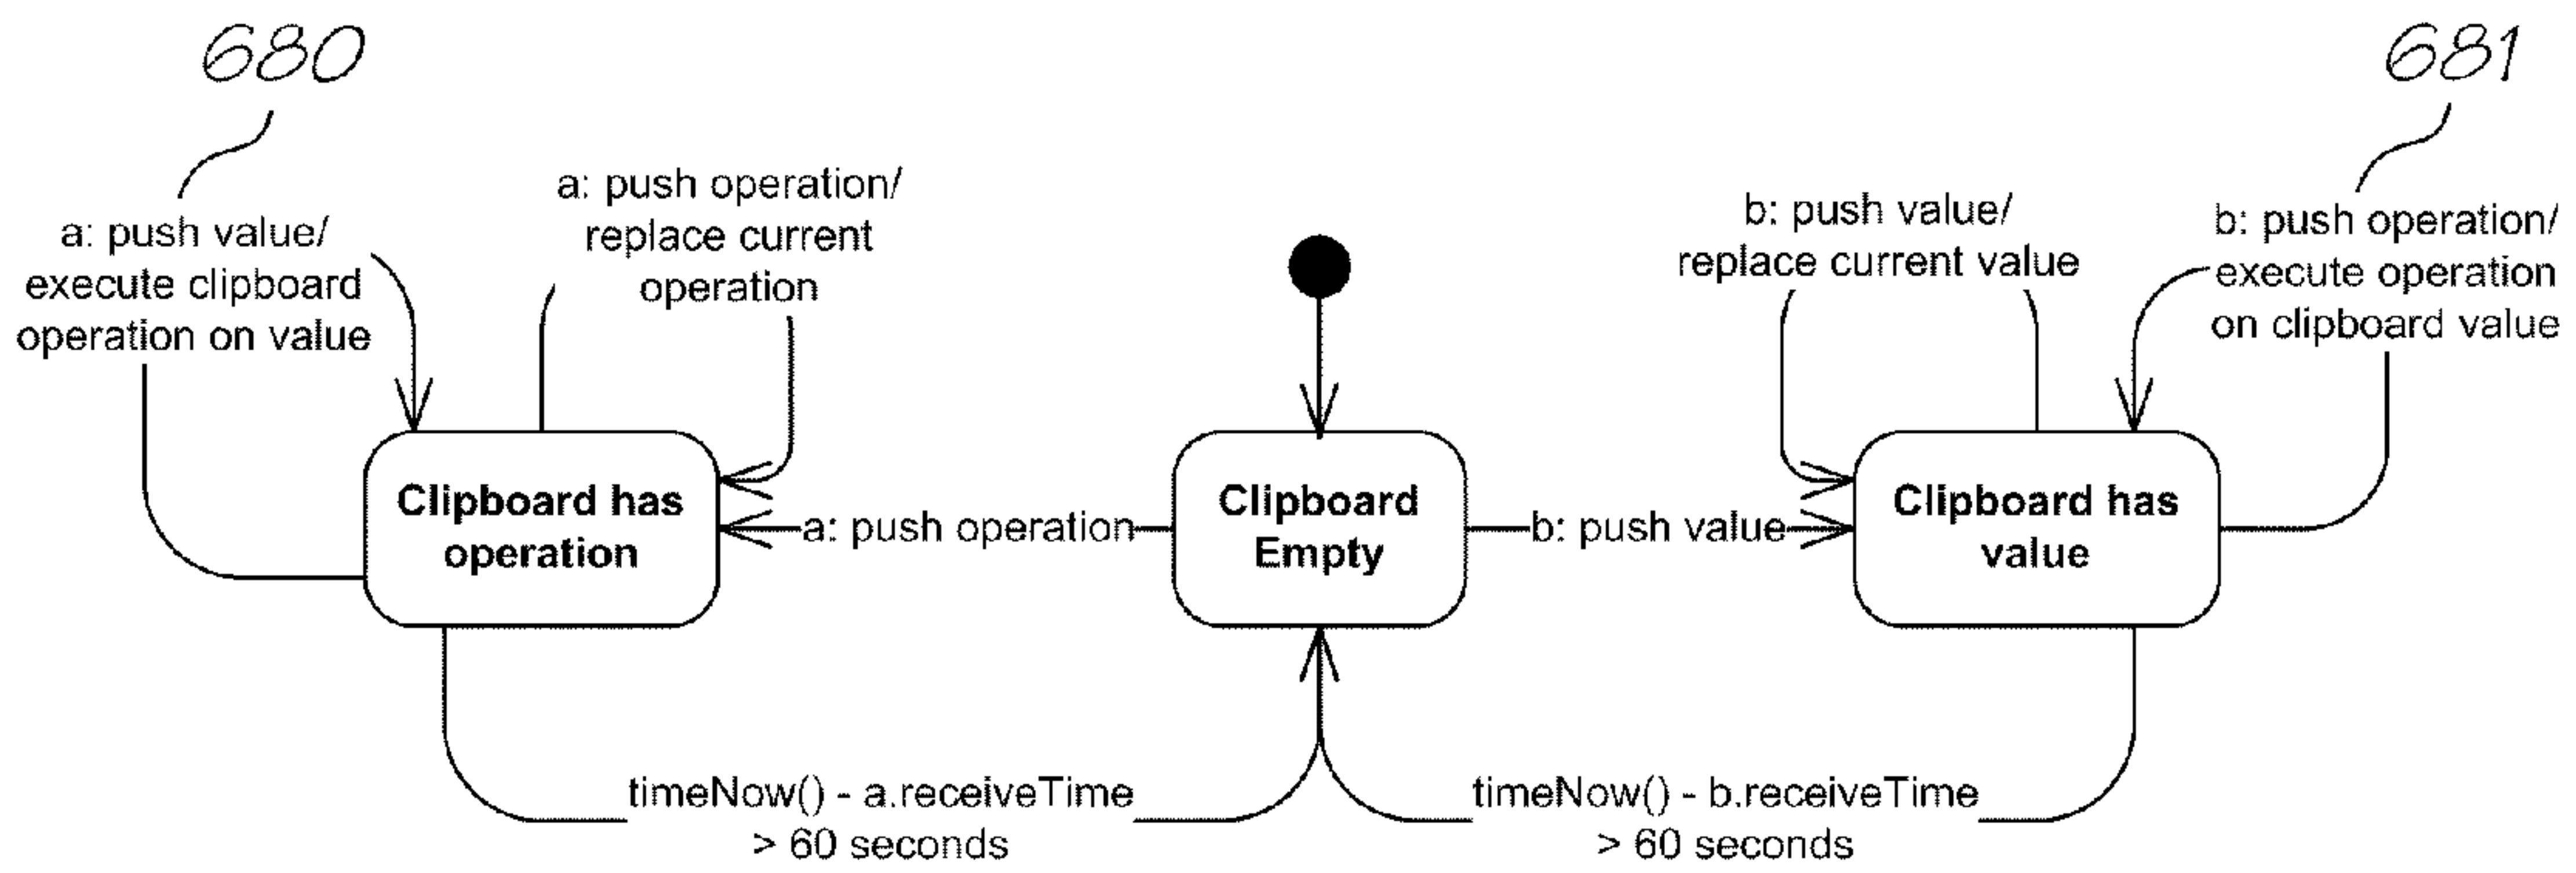 680
681
a: push value/
execute clipboard
operation on value
a: push operation/
replace current
operation
b: push value/
replace current value
b: push operation/
execute operation
on clipboard value
Clipboard has
operation
a: push operation
Clipboard
Empty
b: push value
Clipboard has
value
timeNow() - a.receiveTime
> 60 seconds
timeNow() - b.receiveTime
> 60 seconds